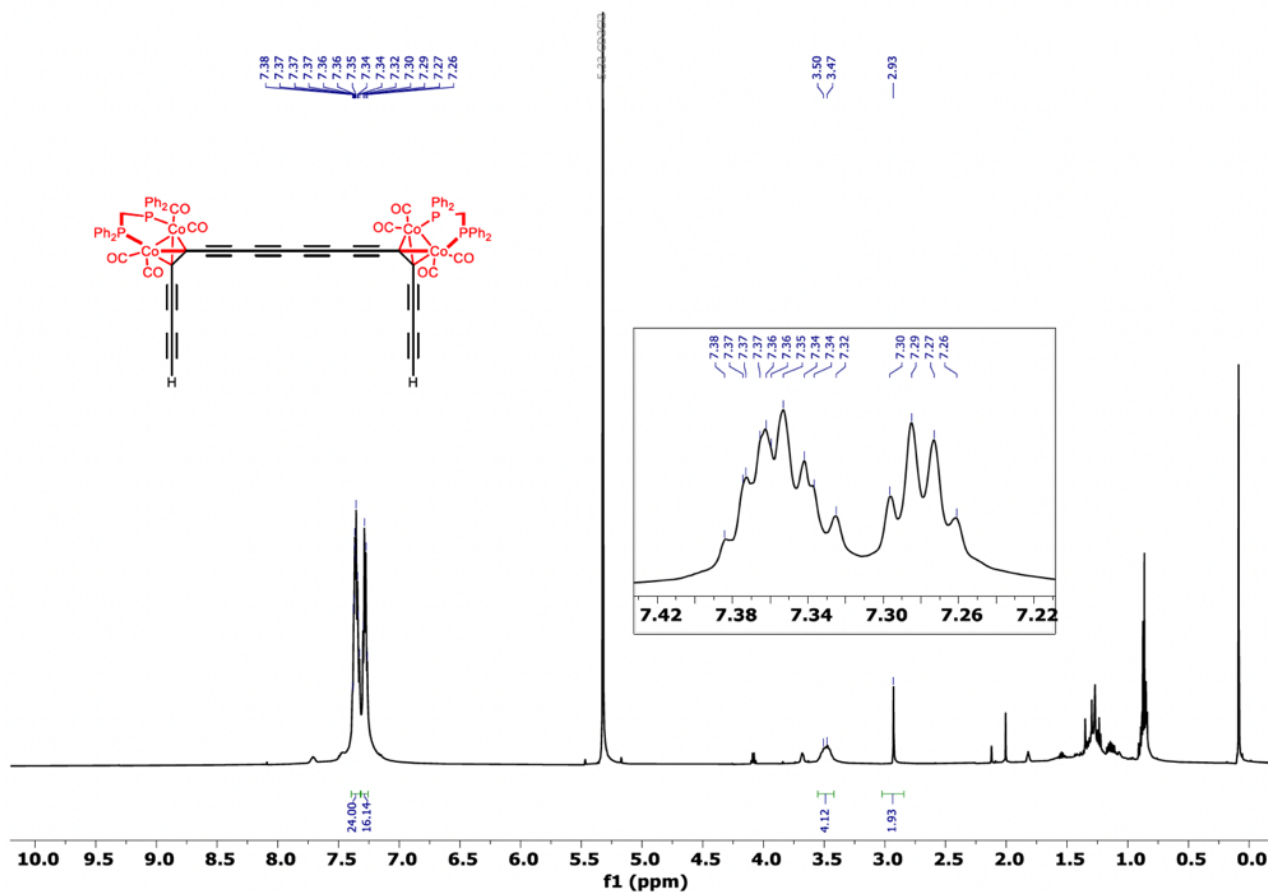 7.38 7.37 7.37 7.37 7.36 7.36 7.35 7.34 7.34 7.32 7.30 7.29 7.27 7.26
5.32 CD2Cl2
3.50 3.47
2.93
Ph2 Ph2CO
P
Ph2P Co CO
Co
OC CO
OC Ph2
OC Co P
P Ph2
Co
OC CO
H H
7.38 7.37 7.37 7.37 7.36 7.36 7.35 7.34 7.34 7.32 7.30 7.29 7.27 7.26
7.42 7.38 7.34 7.30 7.26 7.22
24.00 16.14 4.12 1.93
10.0 9.5 9.0 8.5 8.0 7.5 7.0 6.5 6.0 5.5 5.0 4.5 4.0 3.5 3.0 2.5 2.0 1.5 1.0 0.5 0.0
f1 (ppm)